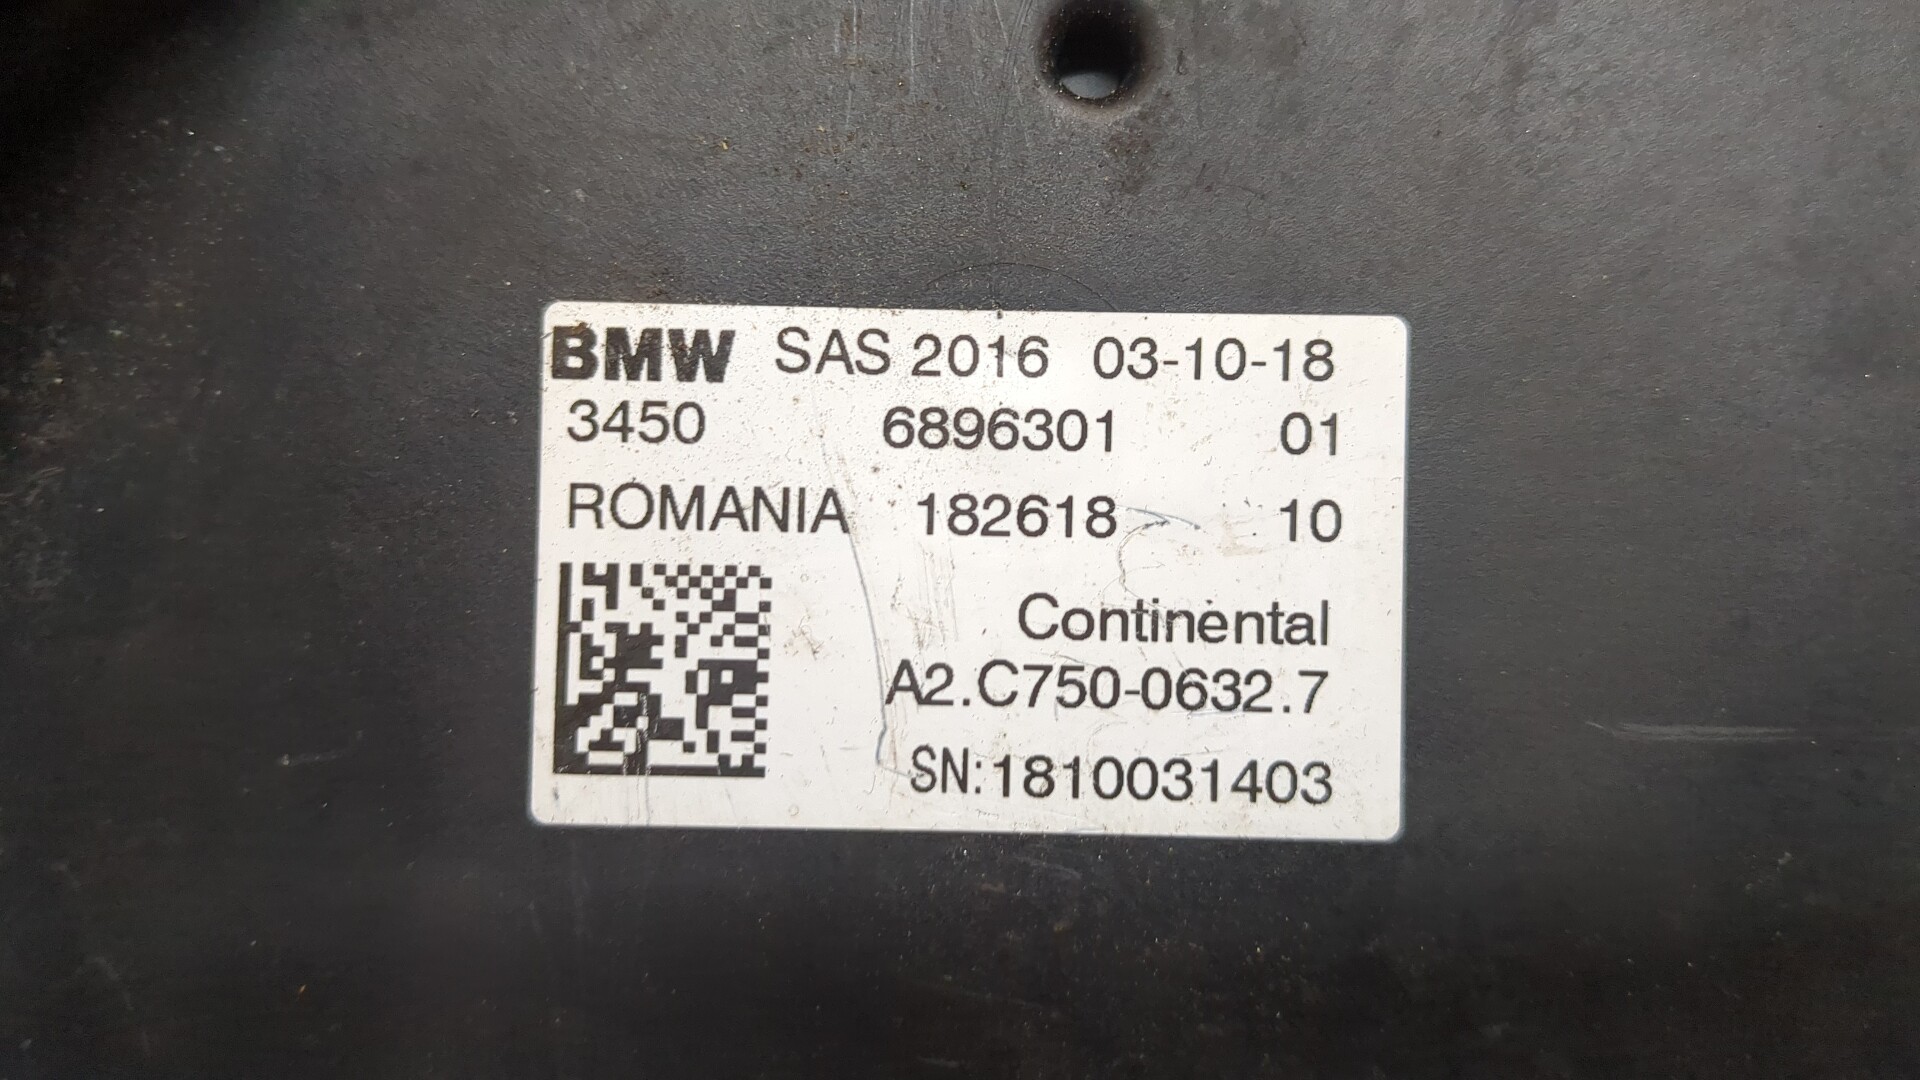 BMW SAS 2016 03-10-18
3450 6896301 01
ROMANIA 182618 10
Continental
A2.C750-0632.7
SN:1810031403